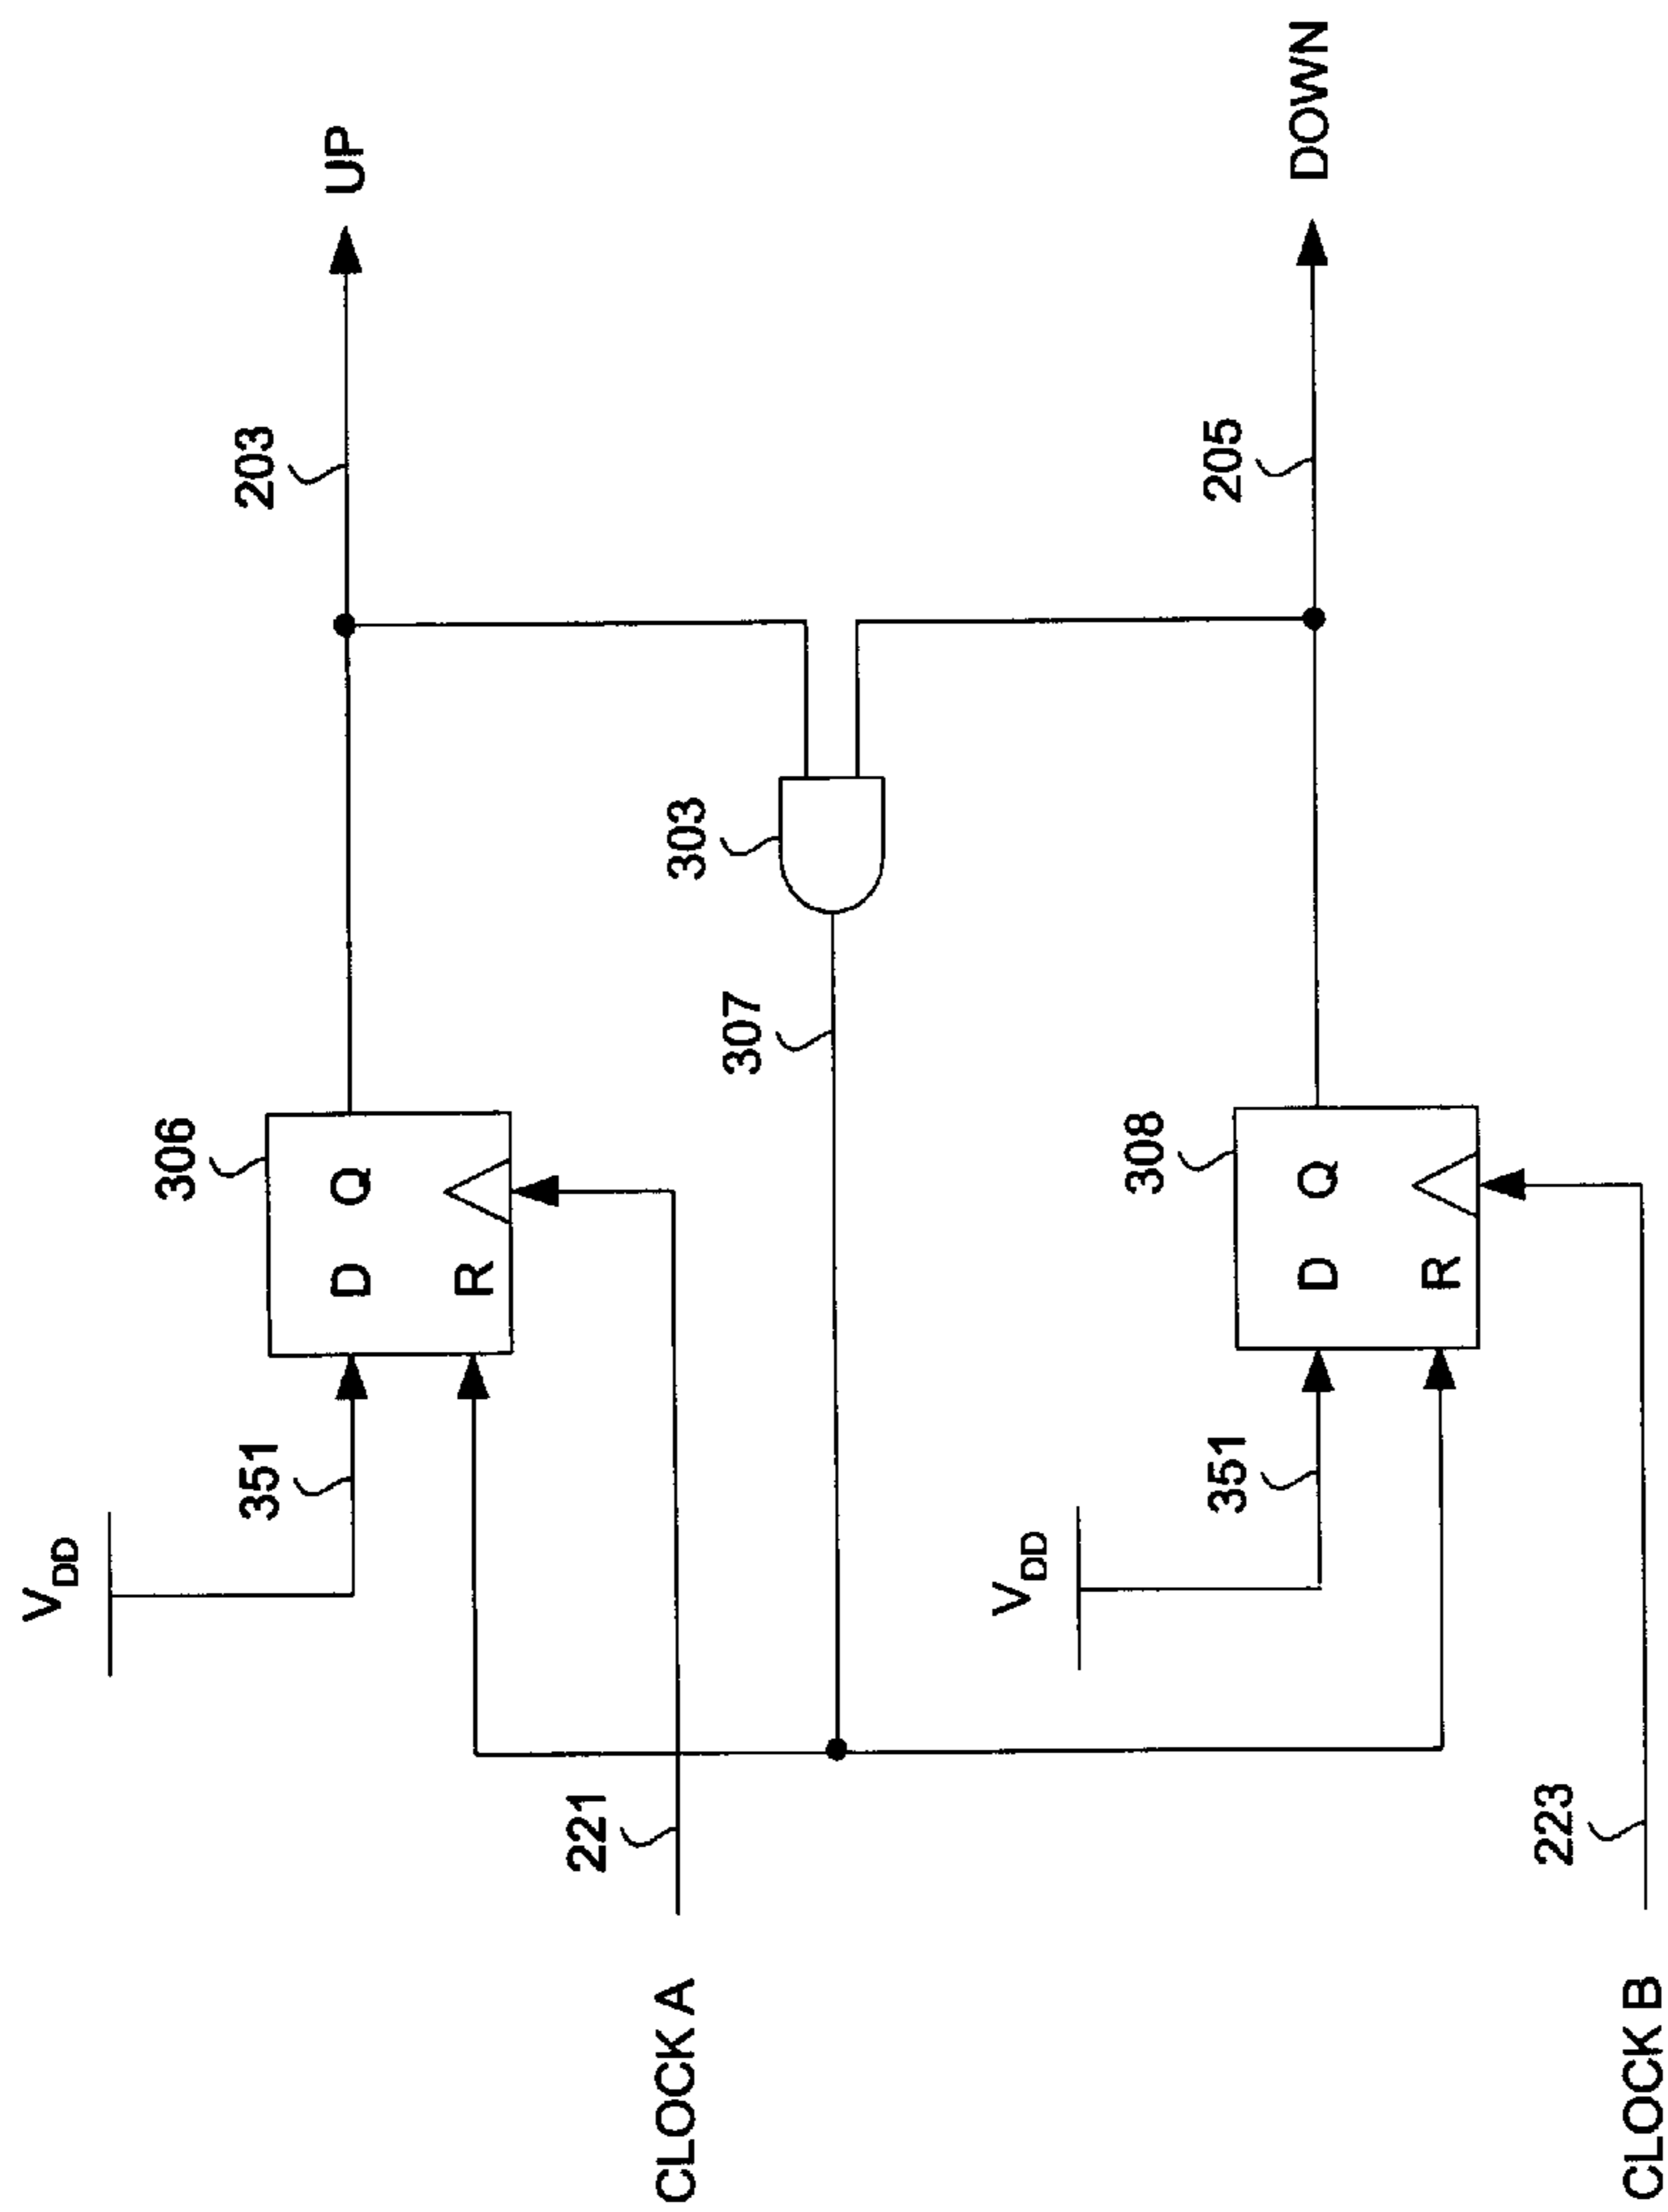 V_DD
351
306
D Q
R
203
UP
CLOCK A
221
307
303
V_DD
351
308
D Q
R
205
DOWN
CLOCK B
223